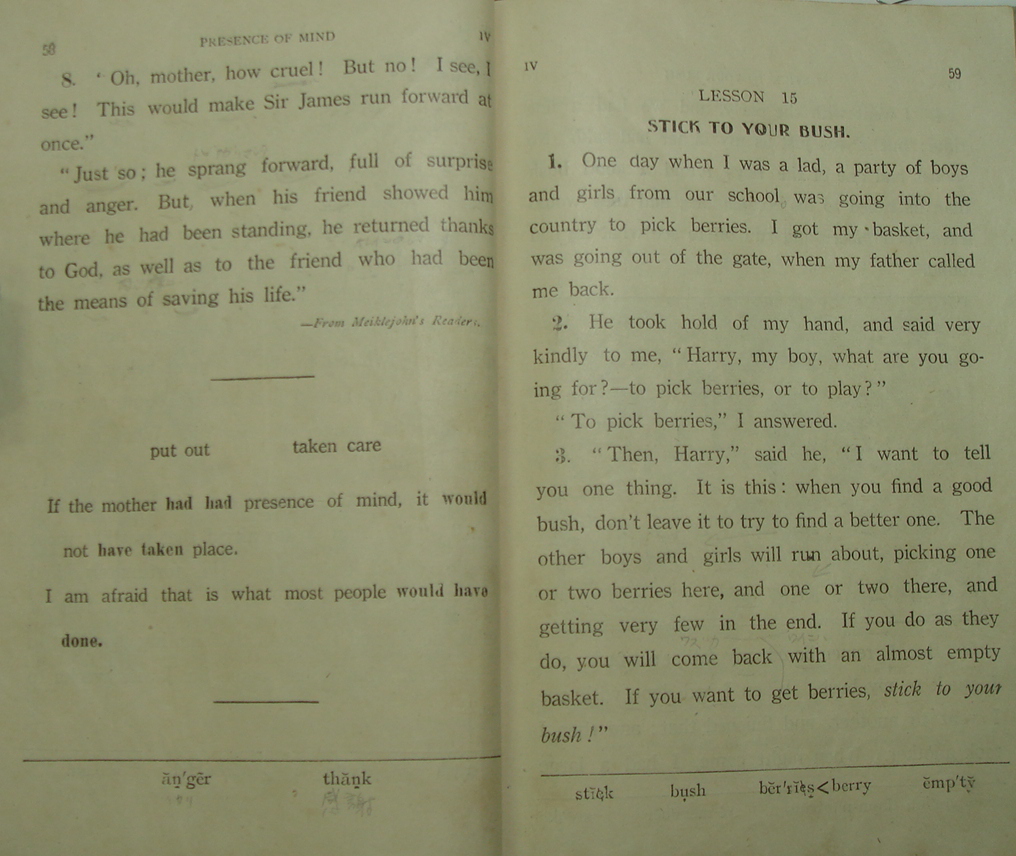 58
PRESENCE OF MIND
IV
8. ‘ Oh, mother, how cruel! But no! I see, I
see! This would make Sir James run forward at
once.”
“Just so; he sprang forward, full of surprise
and anger. But, when his friend showed him
where he had been standing, he returned thanks
to God, as well as to the friend who had been
the means of saving his life.”
—From Meiklejohn's Readers.
put out taken care
If the mother had had presence of mind, it would
not have taken place.
I am afraid that is what most people would have
done.
ăṉ′gẽr thăṉk
感謝
IV
59
LESSON 15
STICK TO YOUR BUSH.
1. One day when I was a lad, a party of boys
and girls from our school was going into the
country to pick berries. I got my basket, and
was going out of the gate, when my father called
me back.
2. He took hold of my hand, and said very
kindly to me, “Harry, my boy, what are you go-
ing for?—to pick berries, or to play?”
“To pick berries,” I answered.
3. “Then, Harry,” said he, “I want to tell
you one thing. It is this: when you find a good
bush, don't leave it to try to find a better one. The
other boys and girls will run about, picking one
or two berries here, and one or two there, and
getting very few in the end. If you do as they
do, you will come back with an almost empty
basket. If you want to get berries, stick to your
bush!”
stĭck bụsh bĕr′rĭes<berry ĕmp′ty̆